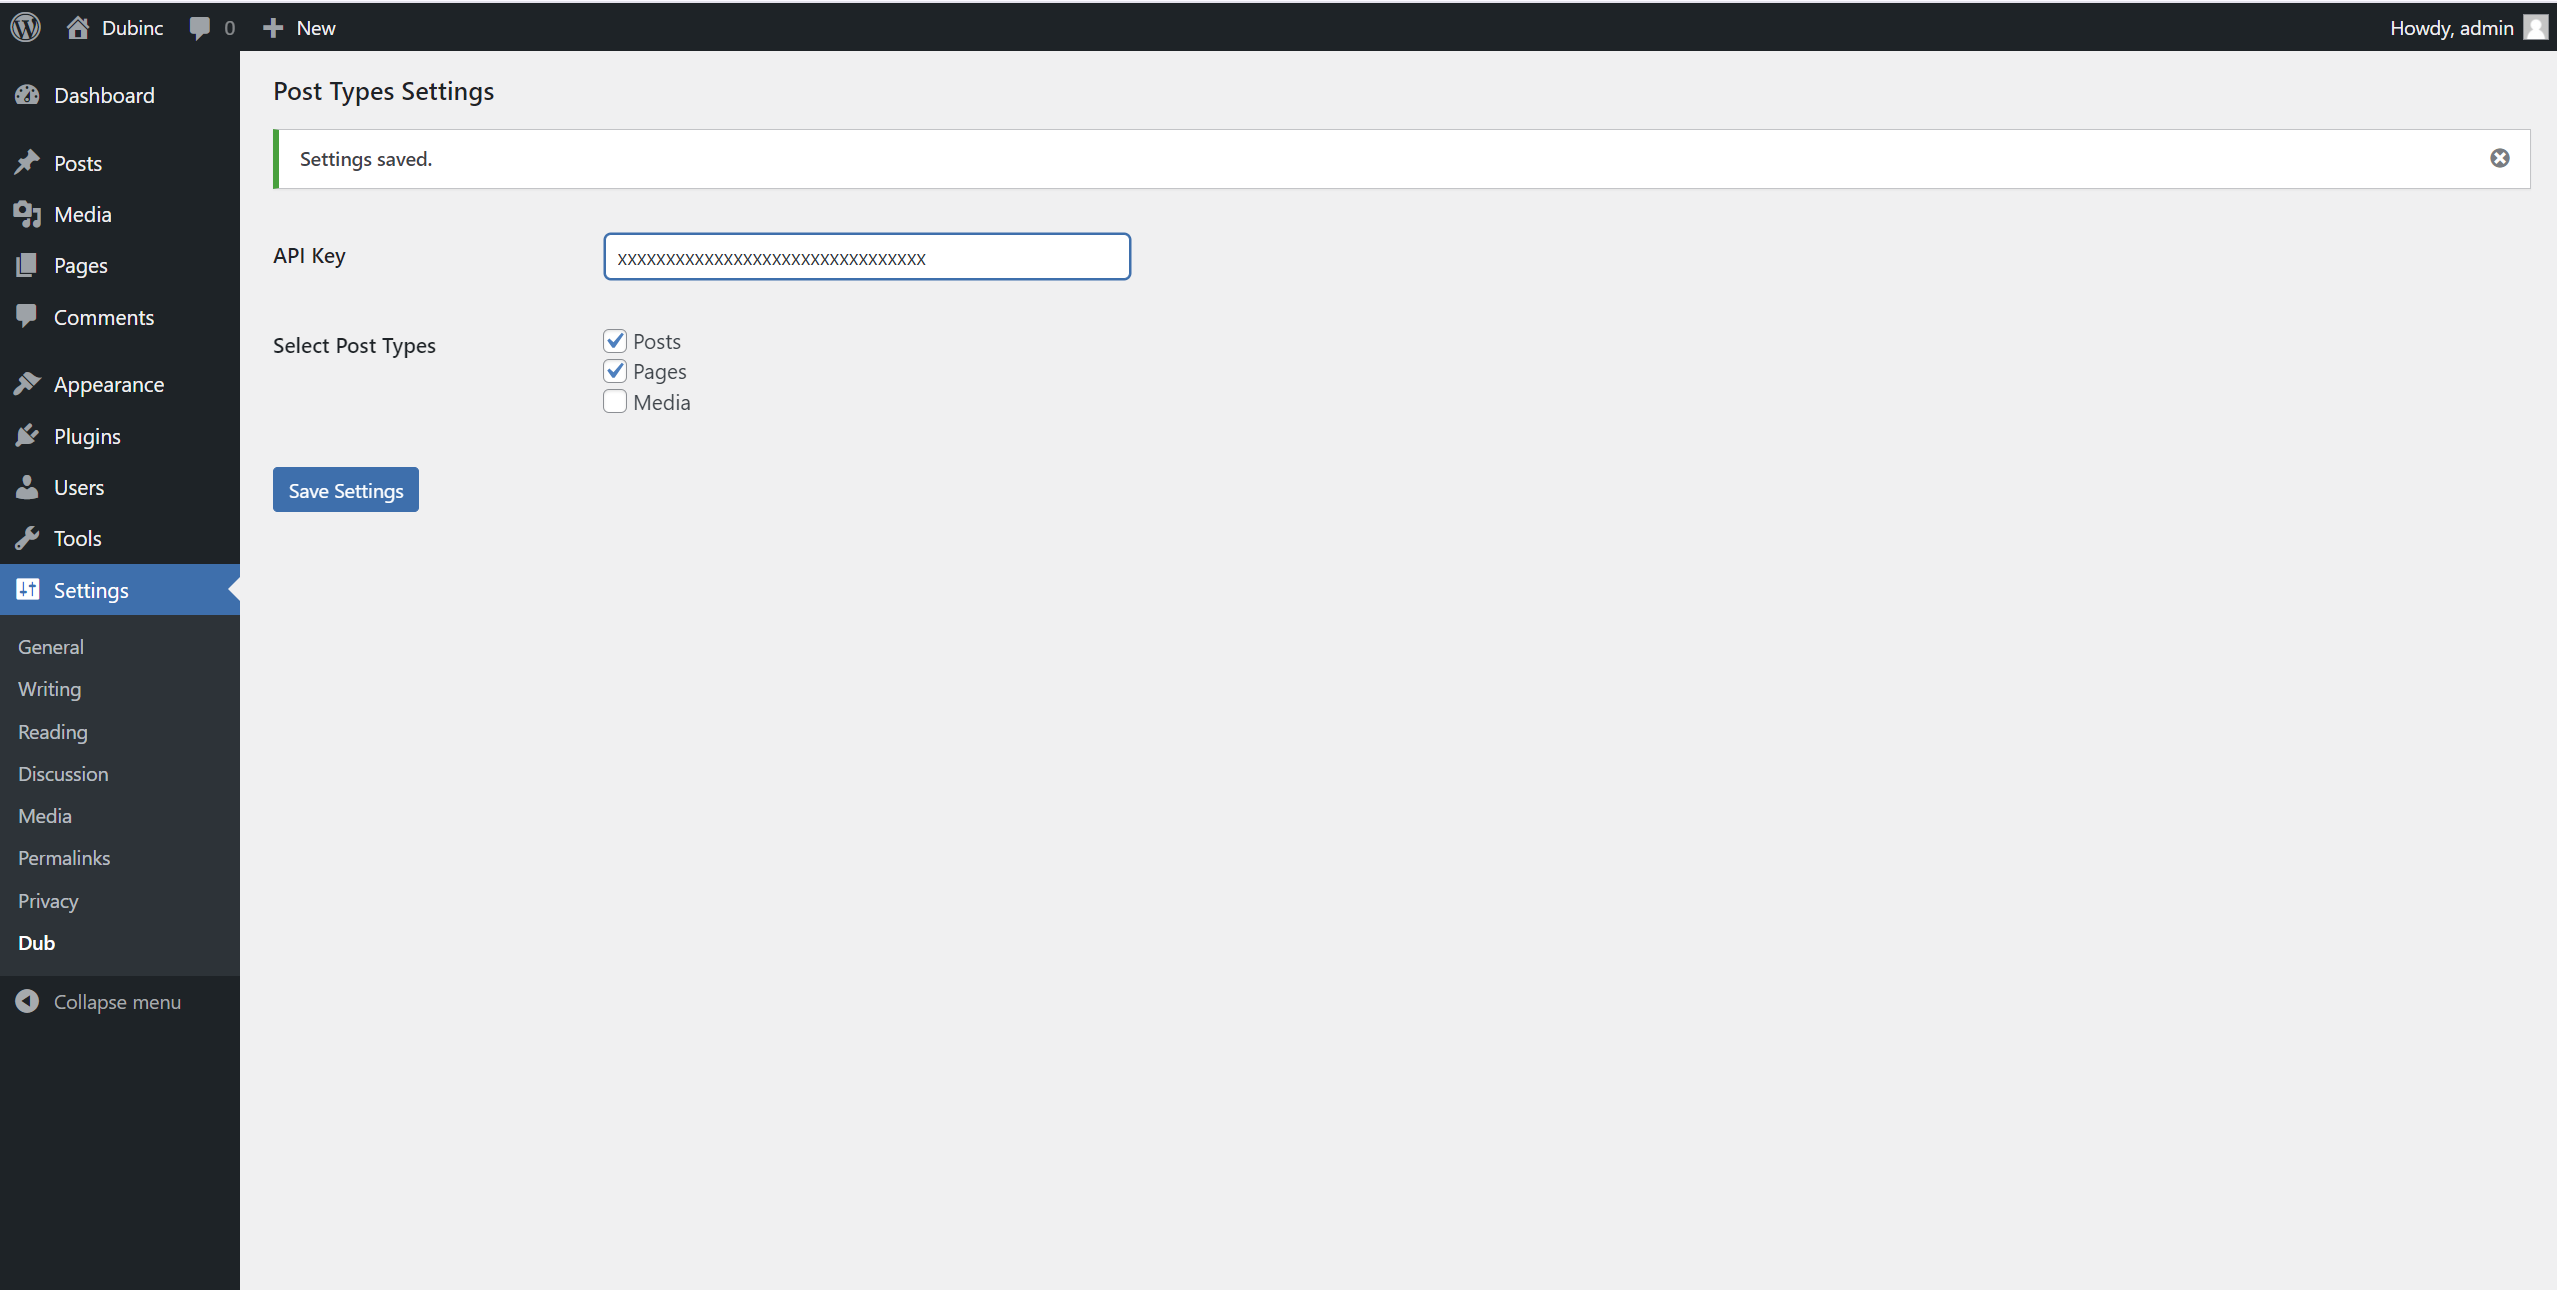 Dubinc 0 New Howdy, admin
Dashboard
Posts
Media
Pages
Comments
Appearance
Plugins
Users
Tools
Settings
General
Writing
Reading
Discussion
Media
Permalinks
Privacy
Dub
Collapse menu
Post Types Settings
Settings saved.
API Key xxxxxxxxxxxxxxxxxxxxxxxxxxxxxxxx
Select Post Types
Posts
Pages
Media
Save Settings